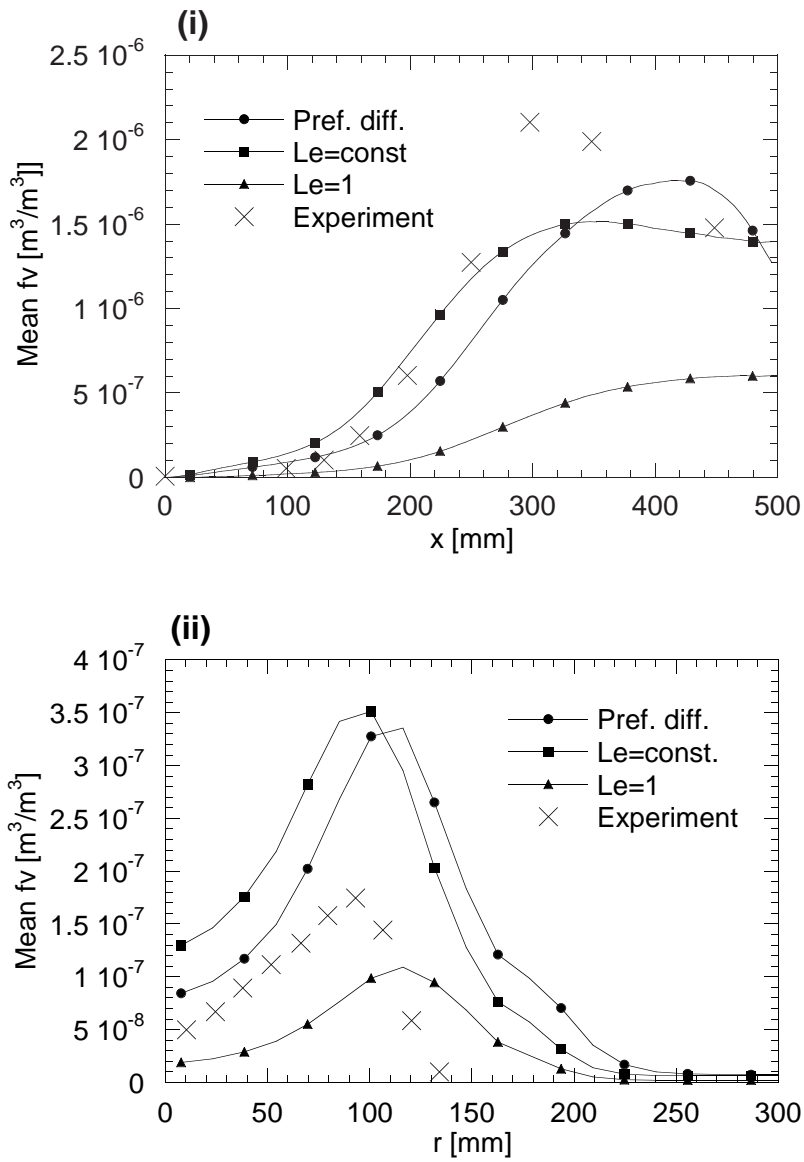 (i)
2.5 10^-6
2 10^-6
1.5 10^-6
1 10^-6
5 10^-7
0
Mean fv [m^3/m^3]]
Pref. diff.
Le=const
Le=1
Experiment
0 100 200 300 400 500
x [mm]
(ii)
4 10^-7
3.5 10^-7
3 10^-7
2.5 10^-7
2 10^-7
1.5 10^-7
1 10^-7
5 10^-8
0
Mean fv [m^3/m^3]
Pref. diff.
Le=const.
Le=1
Experiment
0 50 100 150 200 250 300
r [mm]